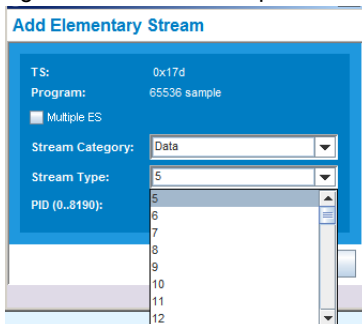 Add Elementary Stream
TS: 0x17d
Program: 65536 sample
Multiple ES
Stream Category: Data
Stream Type: 5
PID (0..8190):
5
6
7
8
9
10
11
12